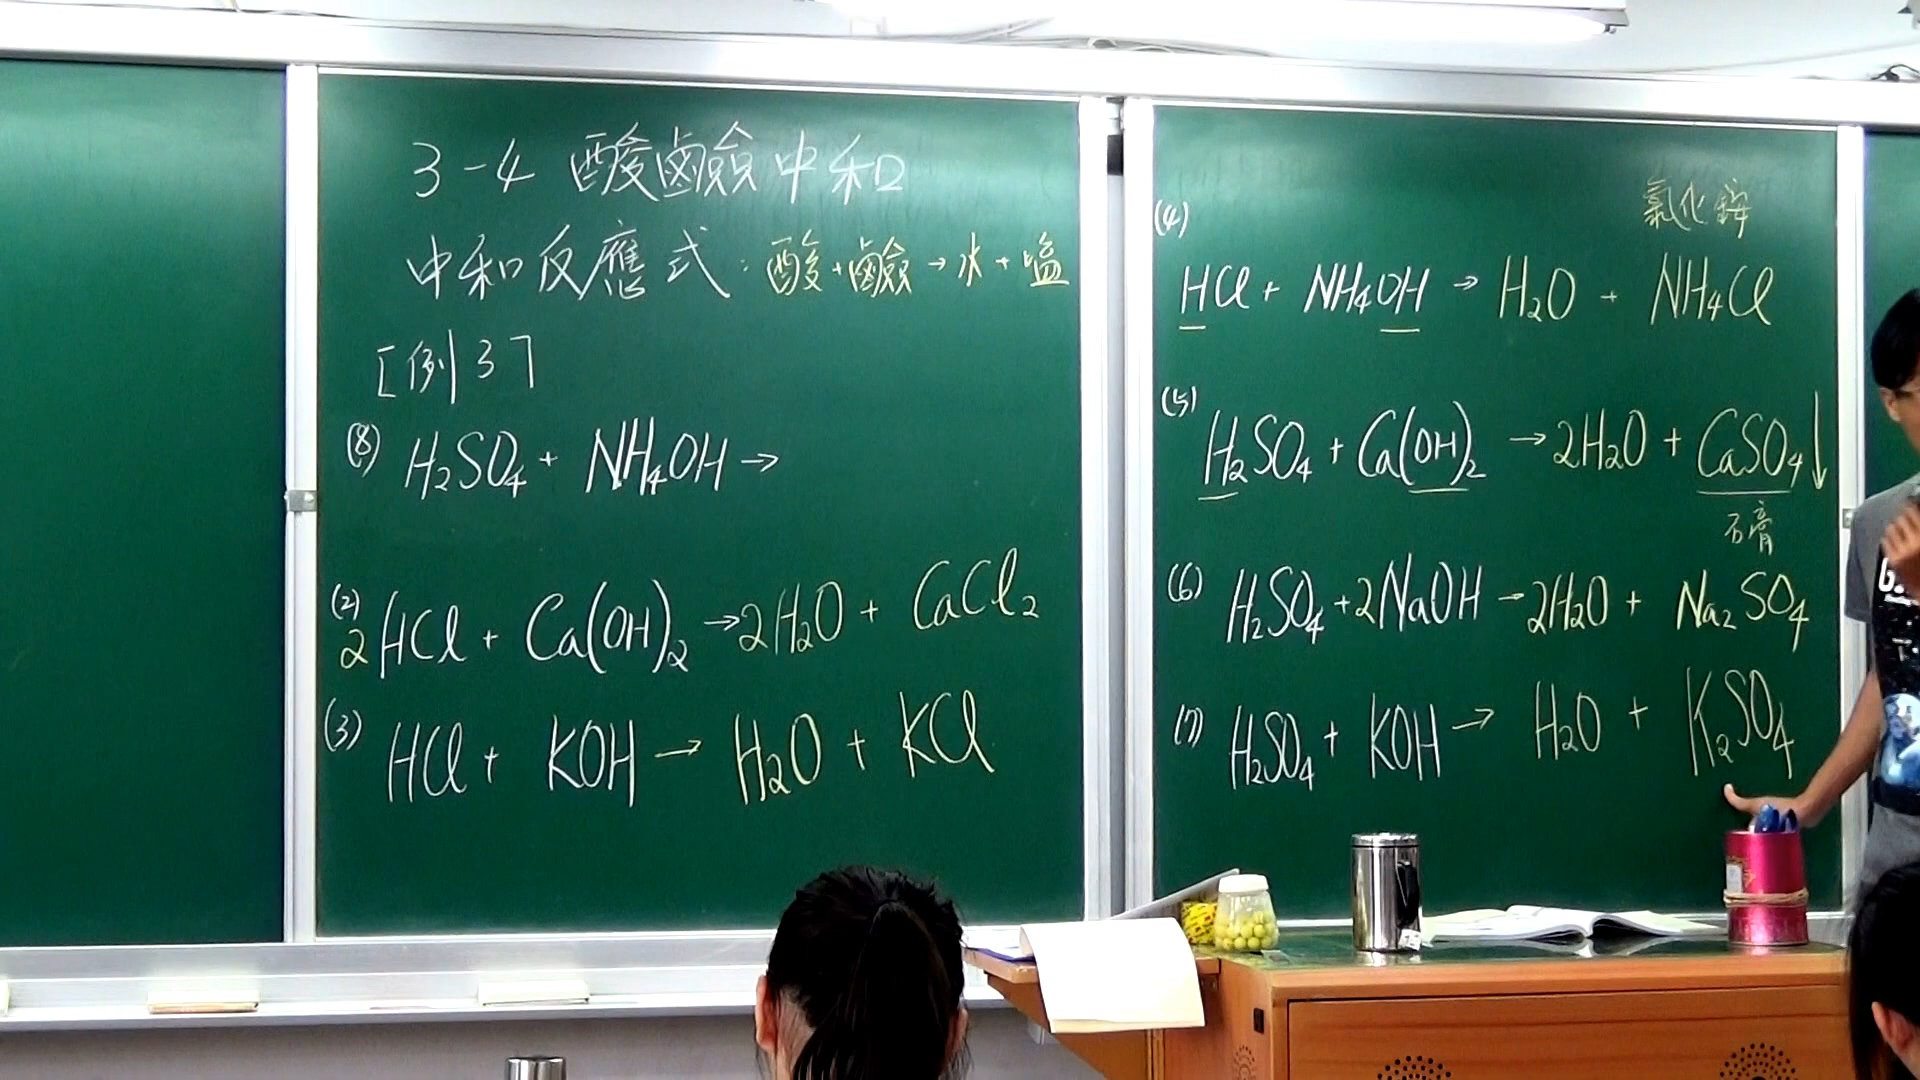 3-4 酸鹼中和
中和反應式：酸+鹼→水+塩
[例3]
(8) H₂SO₄ + NH₄OH →
(2) 2HCl + Ca(OH)₂ → 2H₂O + CaCl₂
(3) HCl + KOH → H₂O + KCl
氯化銨
(4)
HCl + NH₄OH → H₂O + NH₄Cl
(5) H₂SO₄ + Ca(OH)₂ → 2H₂O + CaSO₄↓
石膏
(6) H₂SO₄ + 2NaOH → 2H₂O + Na₂SO₄
(7) H₂SO₄ + KOH → H₂O + K₂SO₄